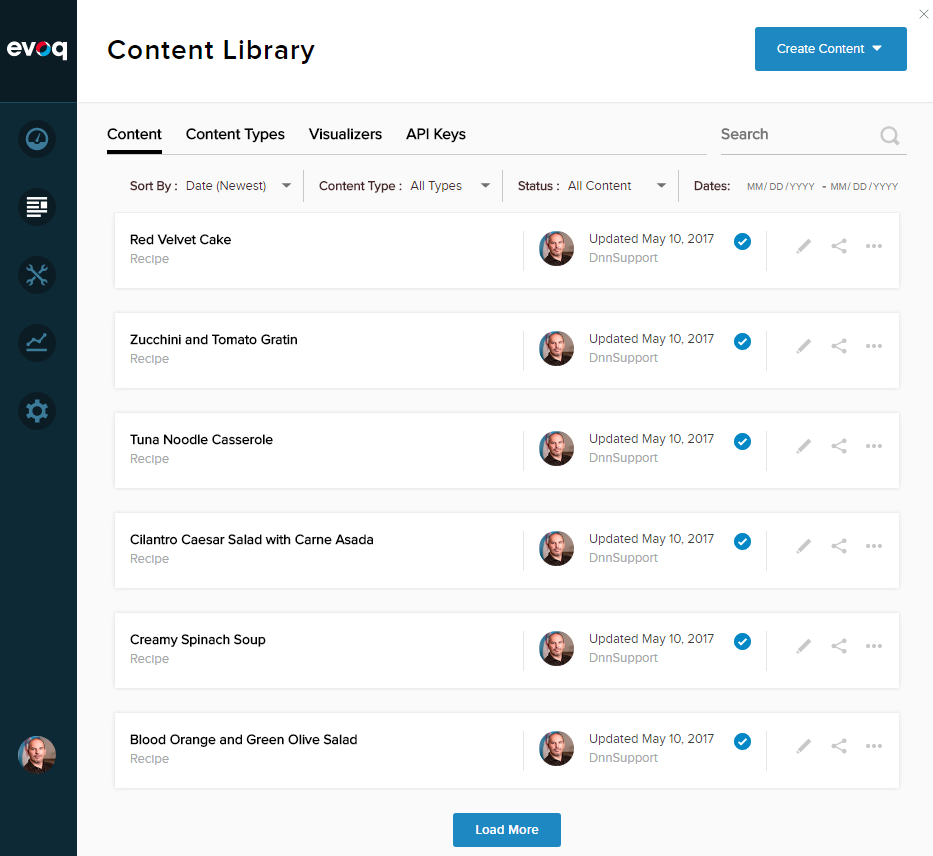 evoq
Content Library
Create Content
Content Content Types Visualizers API Keys Search
Sort By : Date (Newest) Content Type : All Types Status : All Content Dates: MM/DD/YYYY - MM/DD/YYYY
Red Velvet Cake Updated May 10, 2017
Recipe DnnSupport
Zucchini and Tomato Gratin Updated May 10, 2017
Recipe DnnSupport
Tuna Noodle Casserole Updated May 10, 2017
Recipe DnnSupport
Cilantro Caesar Salad with Carne Asada Updated May 10, 2017
Recipe DnnSupport
Creamy Spinach Soup Updated May 10, 2017
Recipe DnnSupport
Blood Orange and Green Olive Salad Updated May 10, 2017
Recipe DnnSupport
Load More